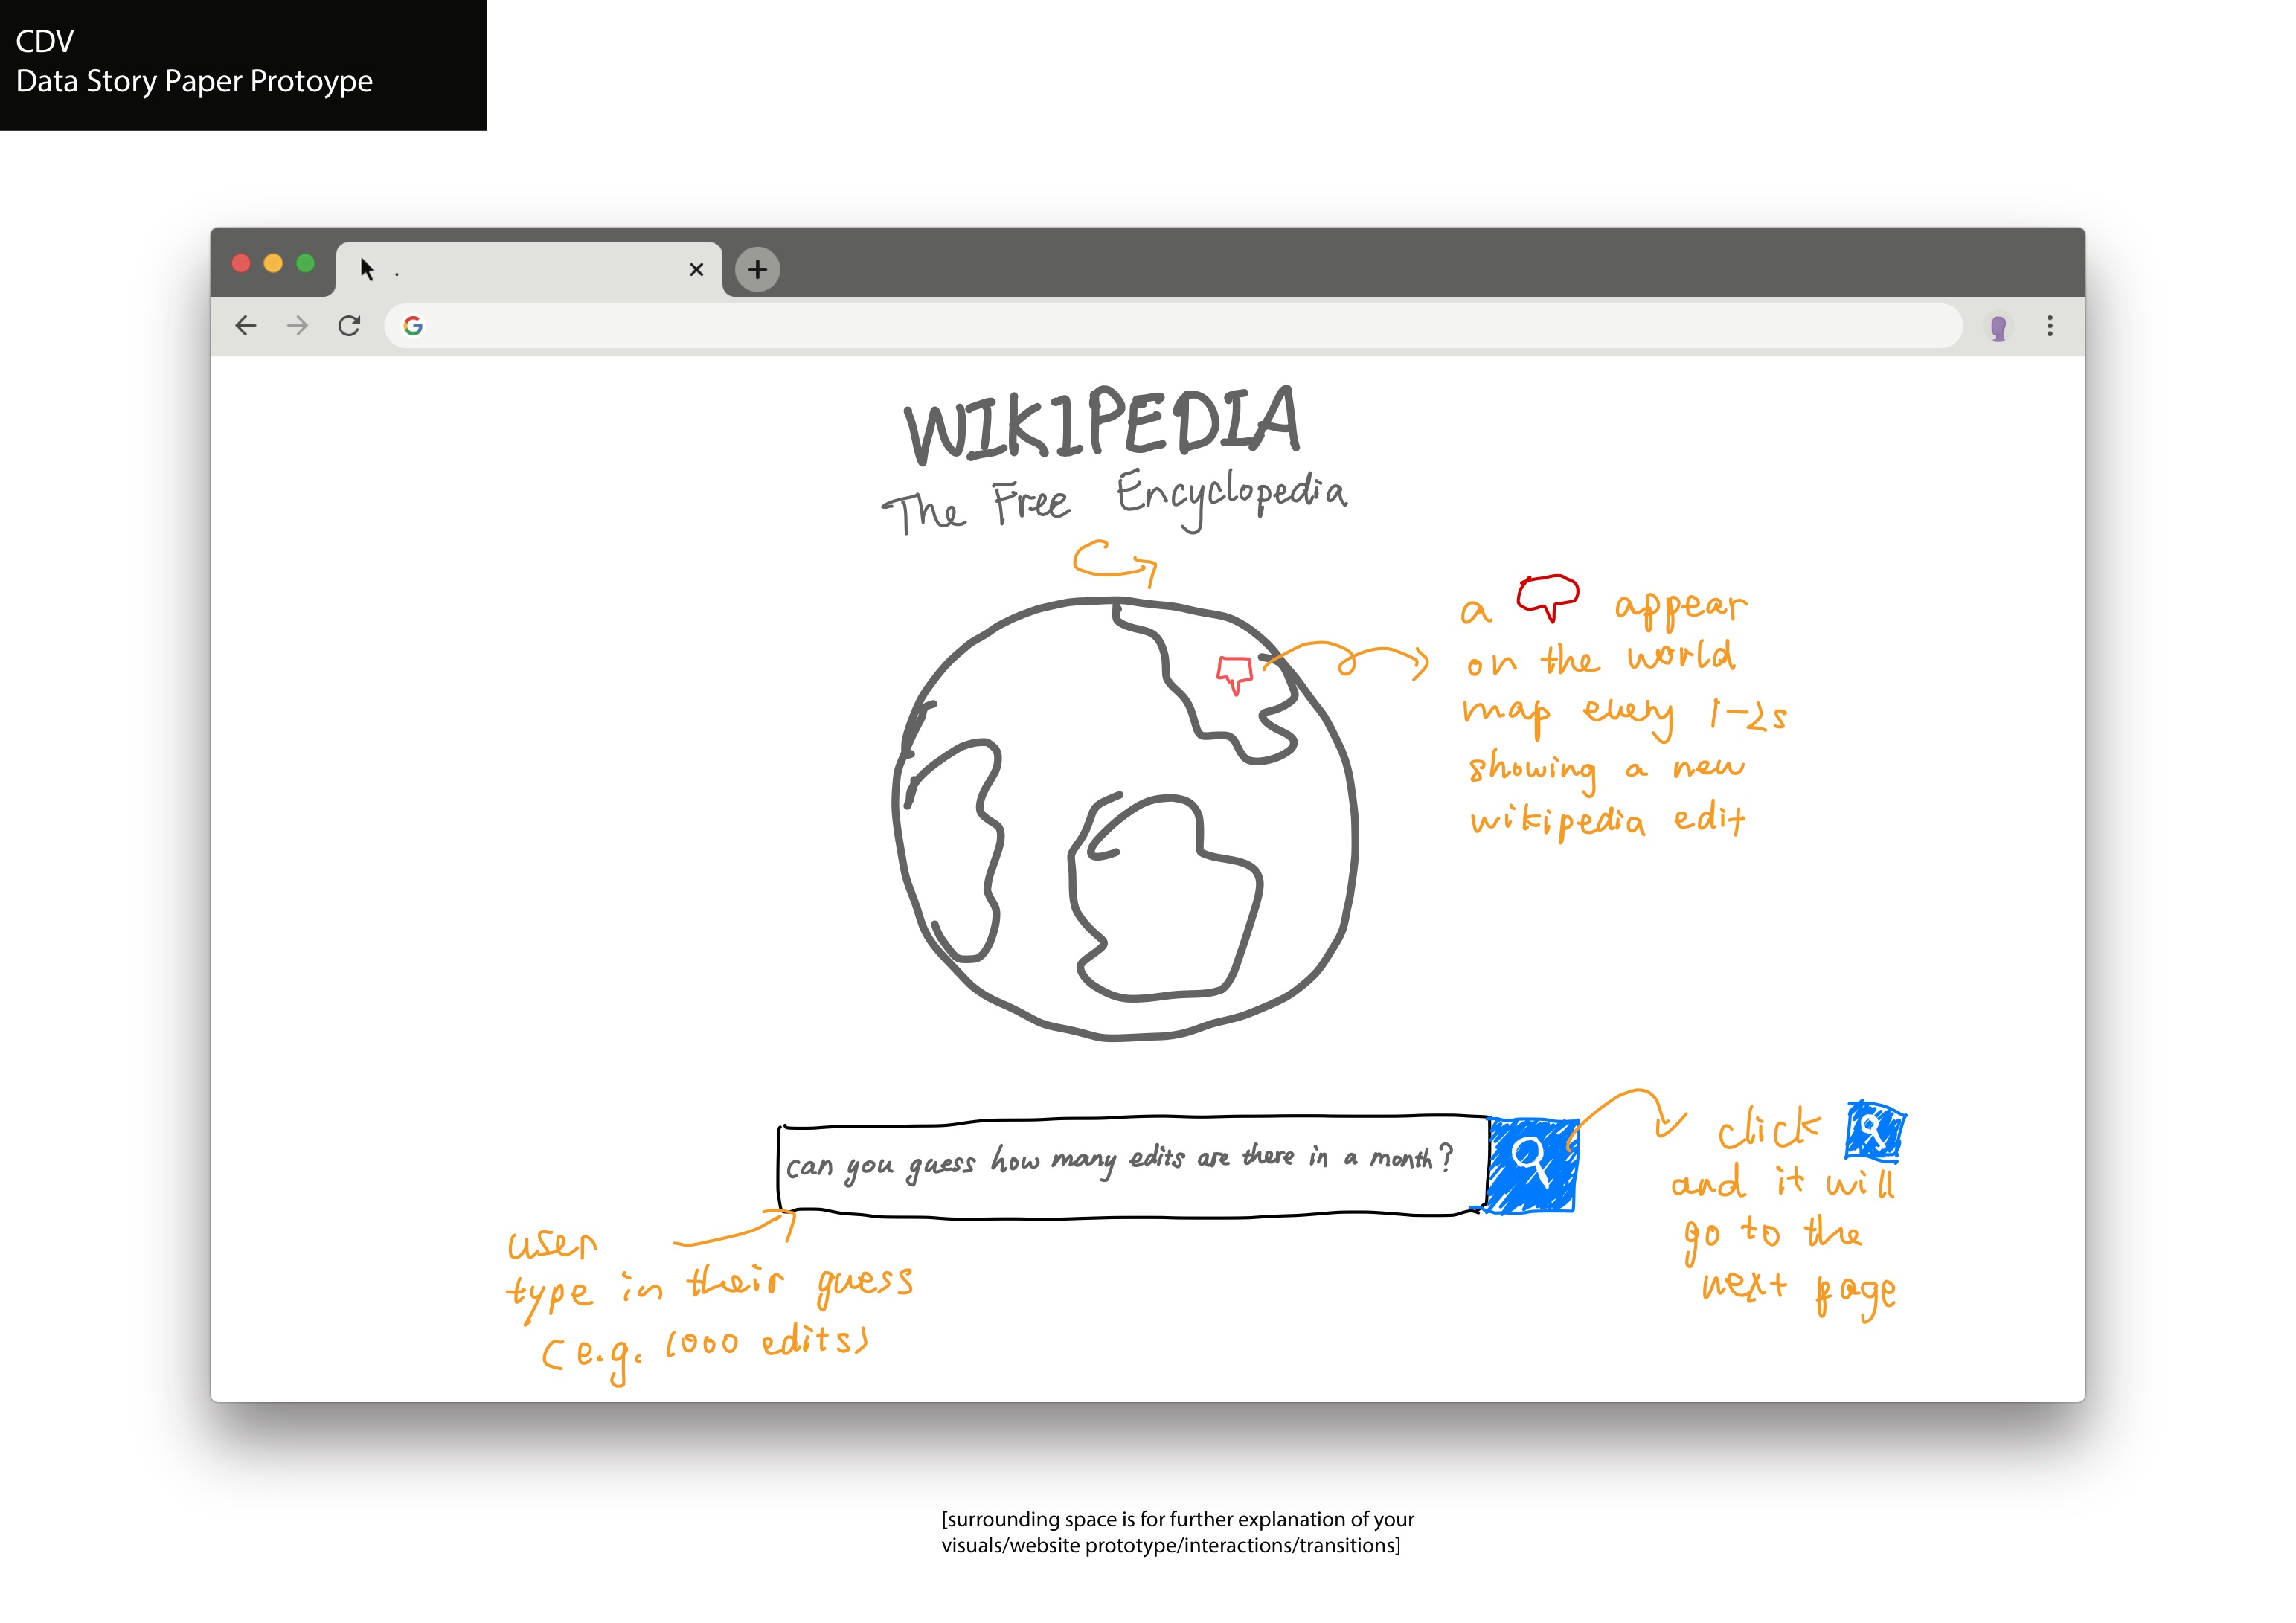 CDV
Data Story Paper Protoype
.
WIKIPEDIA
The Free Encyclopedia
a appear
on the world
map every 1-2s
showing a new
wikipedia edit
can you guess how many edits are there in a month?
click
and it will
go to the
next page
user
type in their guess
(e.g. 1000 edits)
[surrounding space is for further explanation of your
visuals/website prototype/interactions/transitions]